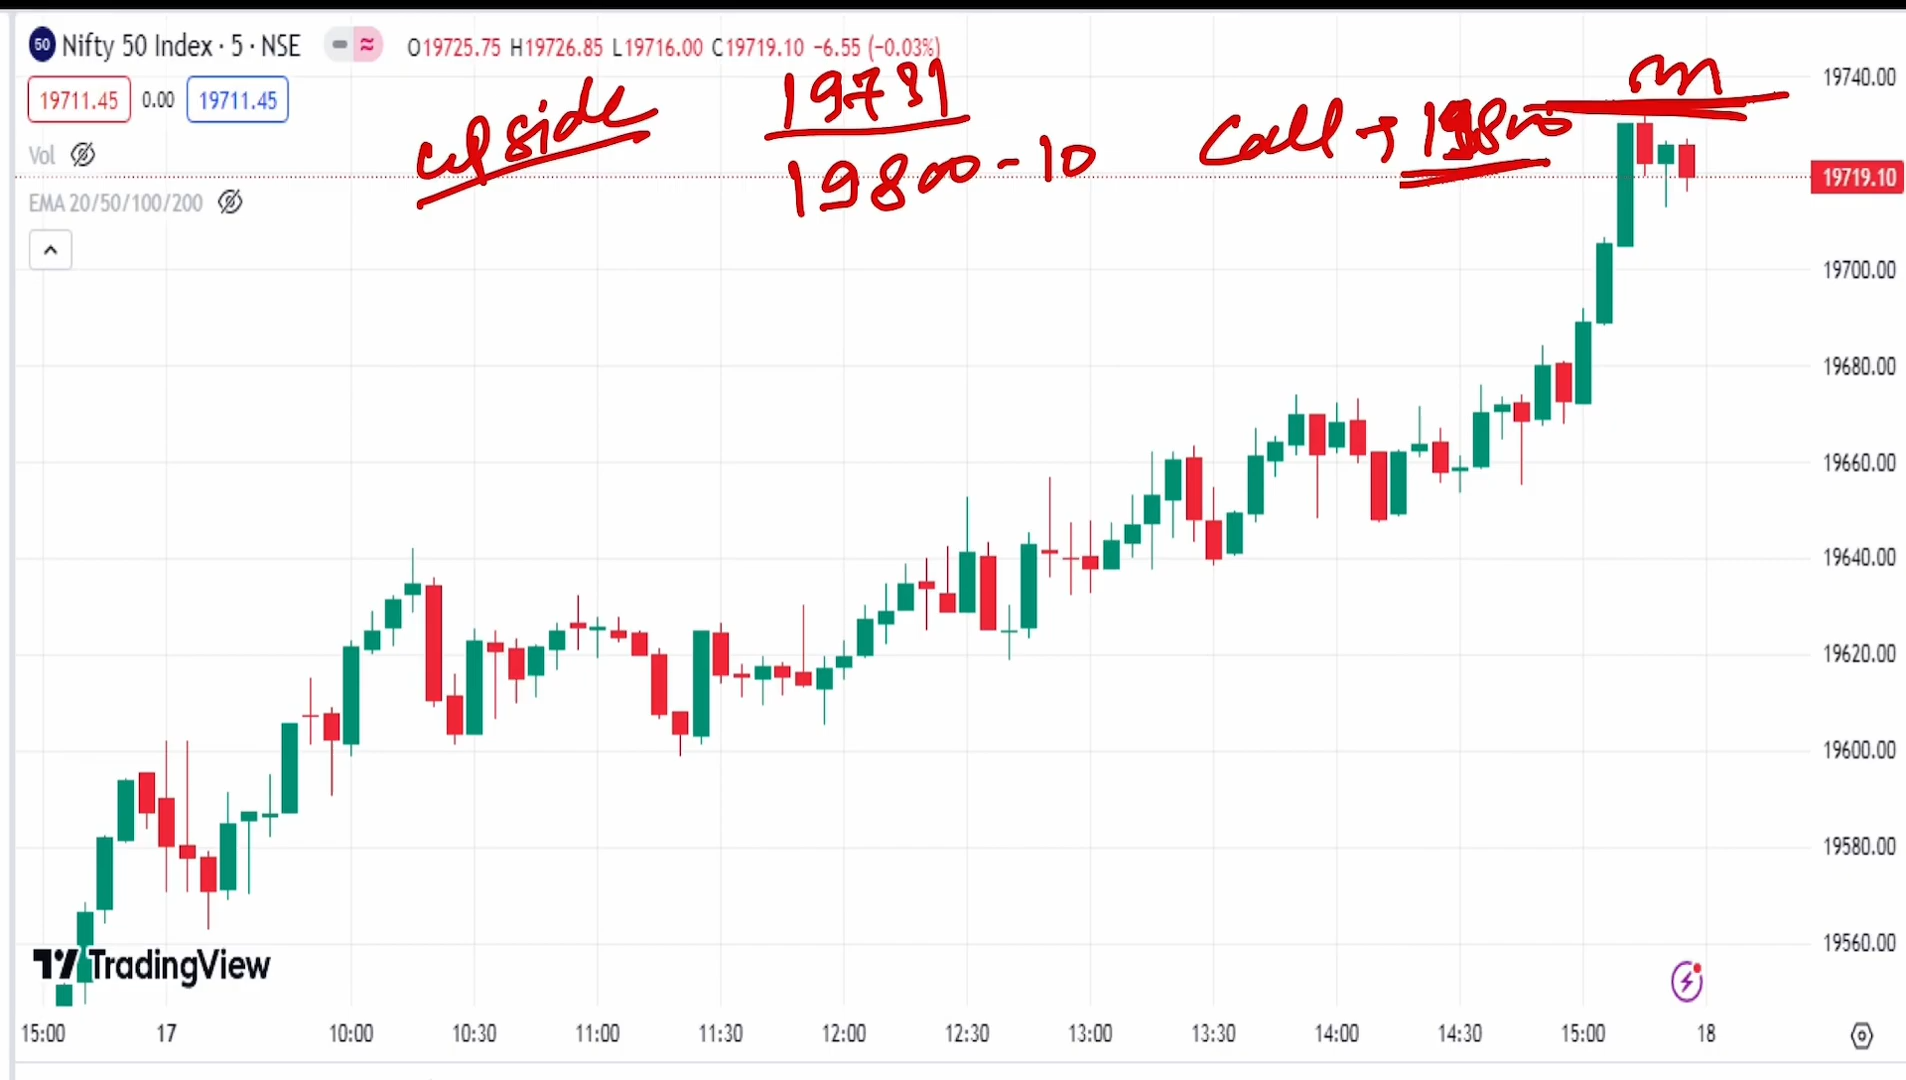 Nifty 50 Index · 5 · NSE O19725.75 H19726.85 L19716.00 C19719.10 −6.55 (−0.03%)
19711.45 0.00 19711.45
Vol
EMA 20/50/100/200
upside
19731
19800-10
Call → 19800
19740.00
19719.10
19700.00
19680.00
19660.00
19640.00
19620.00
19600.00
19580.00
19560.00
TradingView
15:00 17 10:00 10:30 11:00 11:30 12:00 12:30 13:00 13:30 14:00 14:30 15:00 18